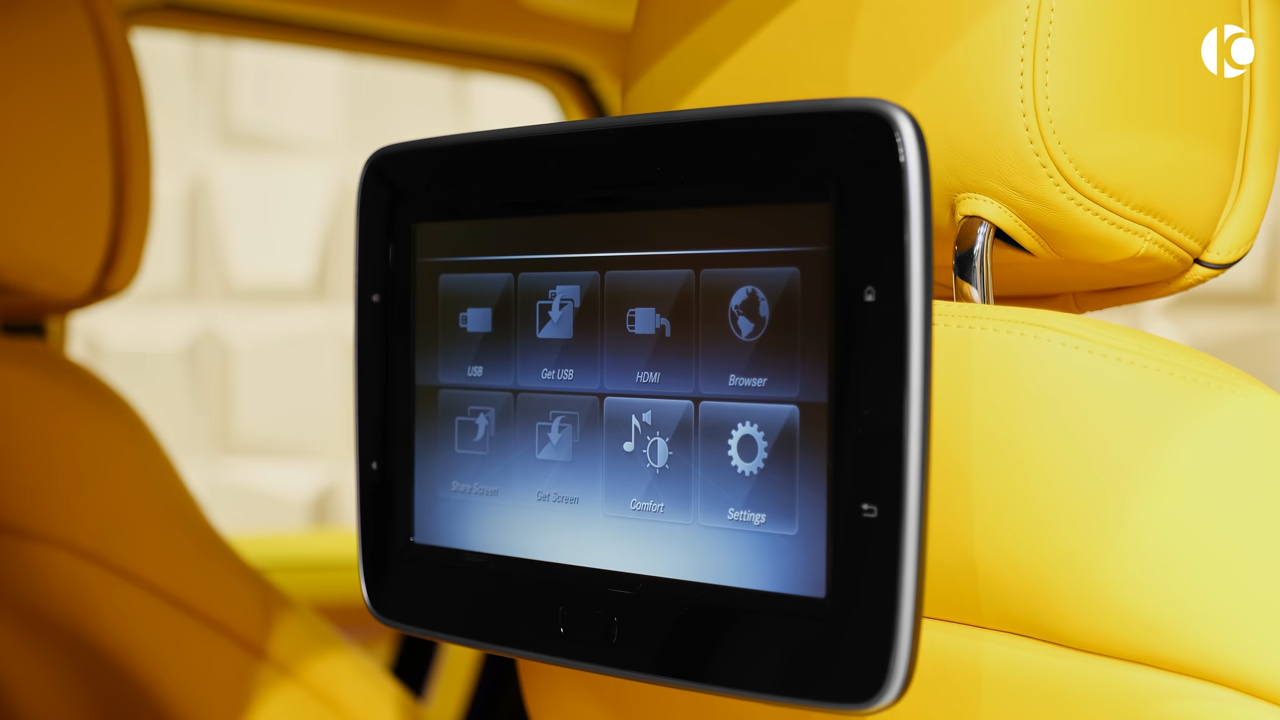 USB
Get USB
HDMI
Browser
Share Screen
Get Screen
Comfort
Settings